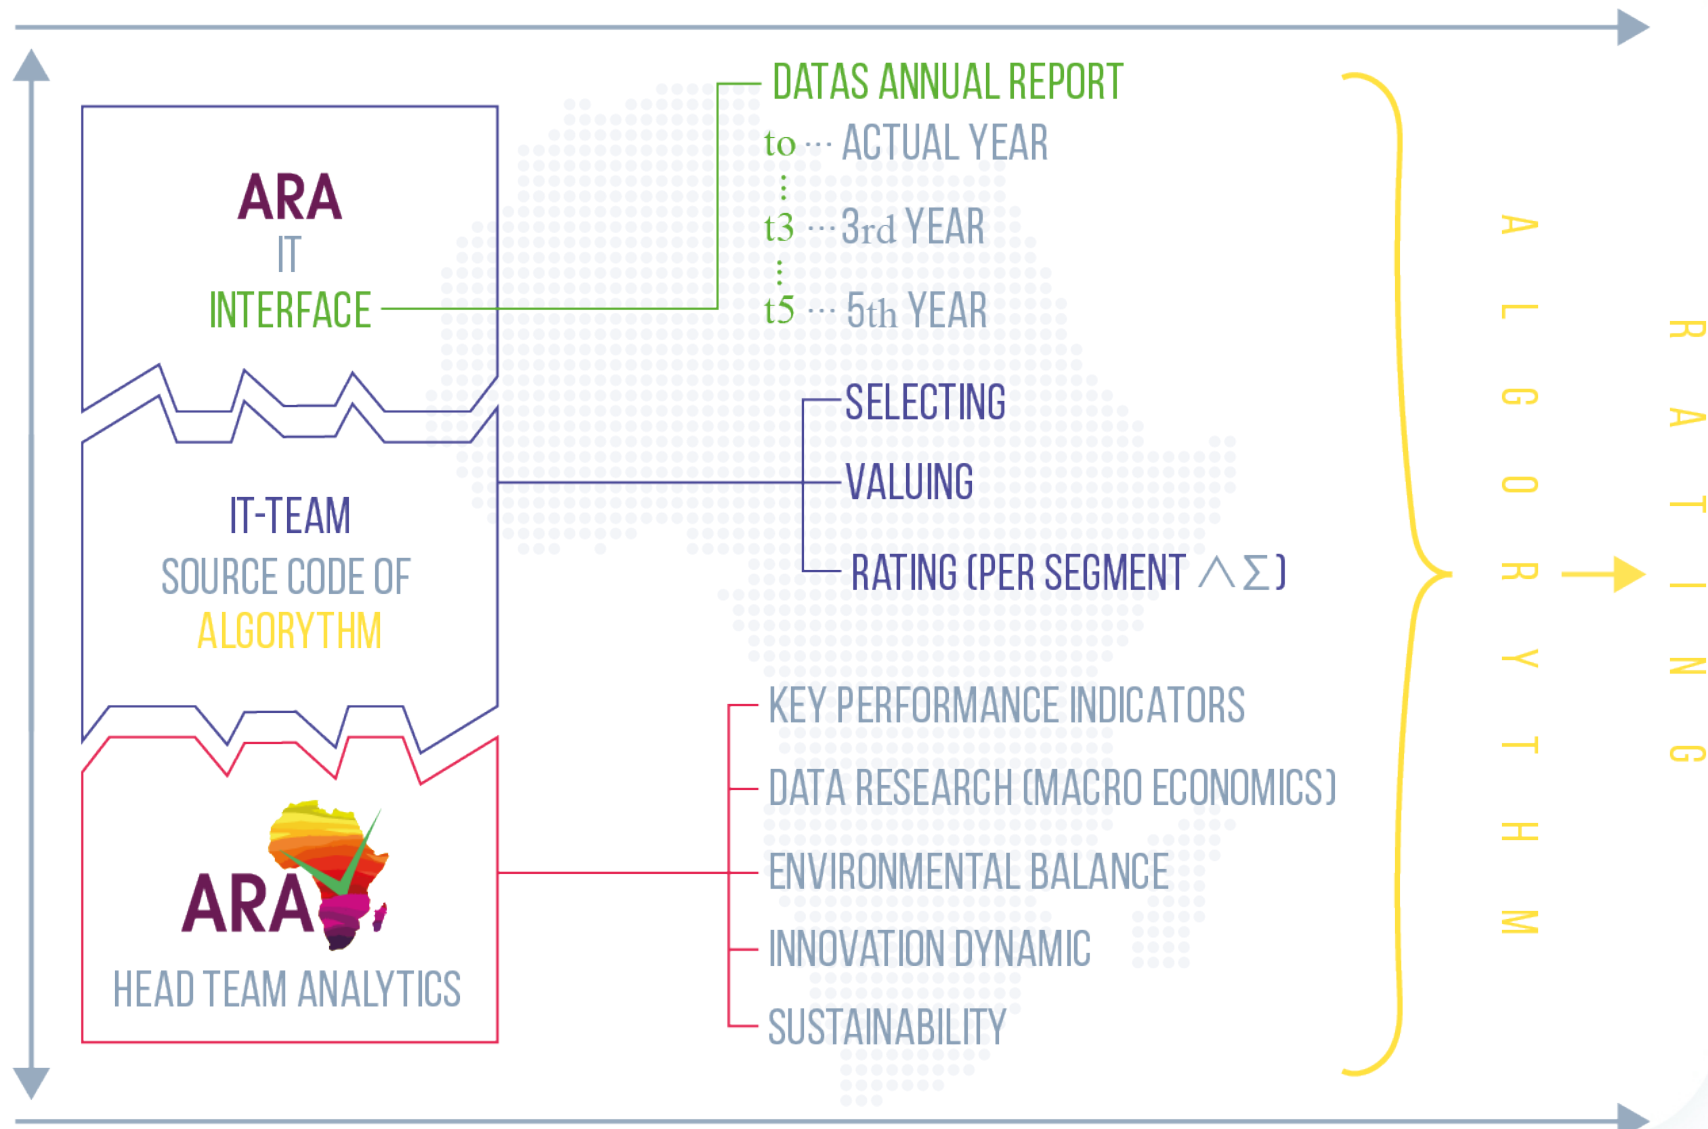 ARA
IT
INTERFACE
DATAS ANNUAL REPORT
to ... ACTUAL YEAR
t3 ... 3rd YEAR
t5 ... 5th YEAR
IT-TEAM
SOURCE CODE OF
ALGORYTHM
SELECTING
VALUING
RATING (PER SEGMENT ∧ Σ)
ARA
HEAD TEAM ANALYTICS
KEY PERFORMANCE INDICATORS
DATA RESEARCH (MACRO ECONOMICS)
ENVIRONMENTAL BALANCE
INNOVATION DYNAMIC
SUSTAINABILITY
ALGORYTHM
RATING